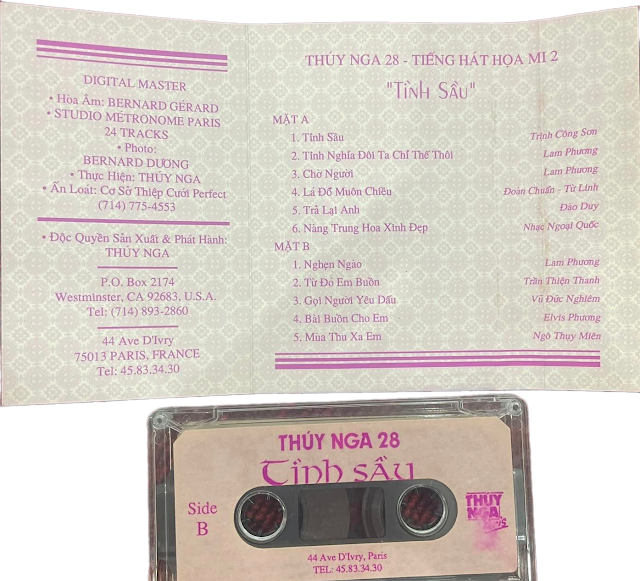 DIGITAL MASTER
• Hòa Âm: BERNARD GÉRARD
• STUDIO MÉTRONOME PARIS
24 TRACKS
• Photo:
BERNARD DƯƠNG
• Thực Hiện: THÚY NGA
• Ấn Loát: Cơ Sở Thiệp Cưới Perfect
(714) 775-4553
• Độc Quyền Sản Xuất & Phát Hành:
THÚY NGA
P.O. Box 2174
Westminster, CA 92683, U.S.A.
Tel: (714) 893-2860
44 Ave D'Ivry
75013 PARIS, FRANCE
Tel: 45.83.34.30
THÚY NGA 28 - TIẾNG HÁT HỌA MI 2
"Tình Sầu"
MẶT A
1. Tình Sầu Trịnh Công Sơn
2. Tình Nghĩa Đôi Ta Chỉ Thế Thôi Lam Phương
3. Chờ Người Lam Phương
4. Lá Đổ Muôn Chiều Đoàn Chuẩn - Từ Linh
5. Trả Lại Anh Đào Duy
6. Nàng Trung Hoa Xinh Đẹp Nhạc Ngoại Quốc
MẶT B
1. Nghẹn Ngào Lam Phương
2. Từ Đó Em Buồn Trần Thiện Thanh
3. Gọi Người Yêu Dấu Vũ Đức Nghiêm
4. Bài Buồn Cho Em Elvis Phương
5. Mùa Thu Xa Em Ngô Thụy Miên
THÚY NGA 28
Tình sầu
Side
B
THUY
NGA
44 Ave D'Ivry, Paris
TEL: 45.83.34.30